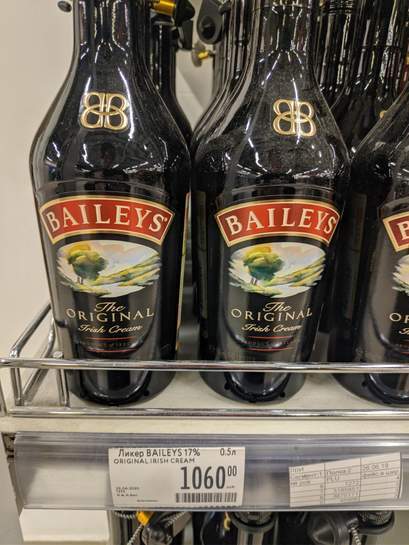 BAILEYS
The
ORIGINAL
Irish Cream
BAILEYS
The
ORIGINAL
Irish Cream
Ликер BAILEYS 17% 0.5л
ORIGINAL IRISH CREAM
1060 00
PLU